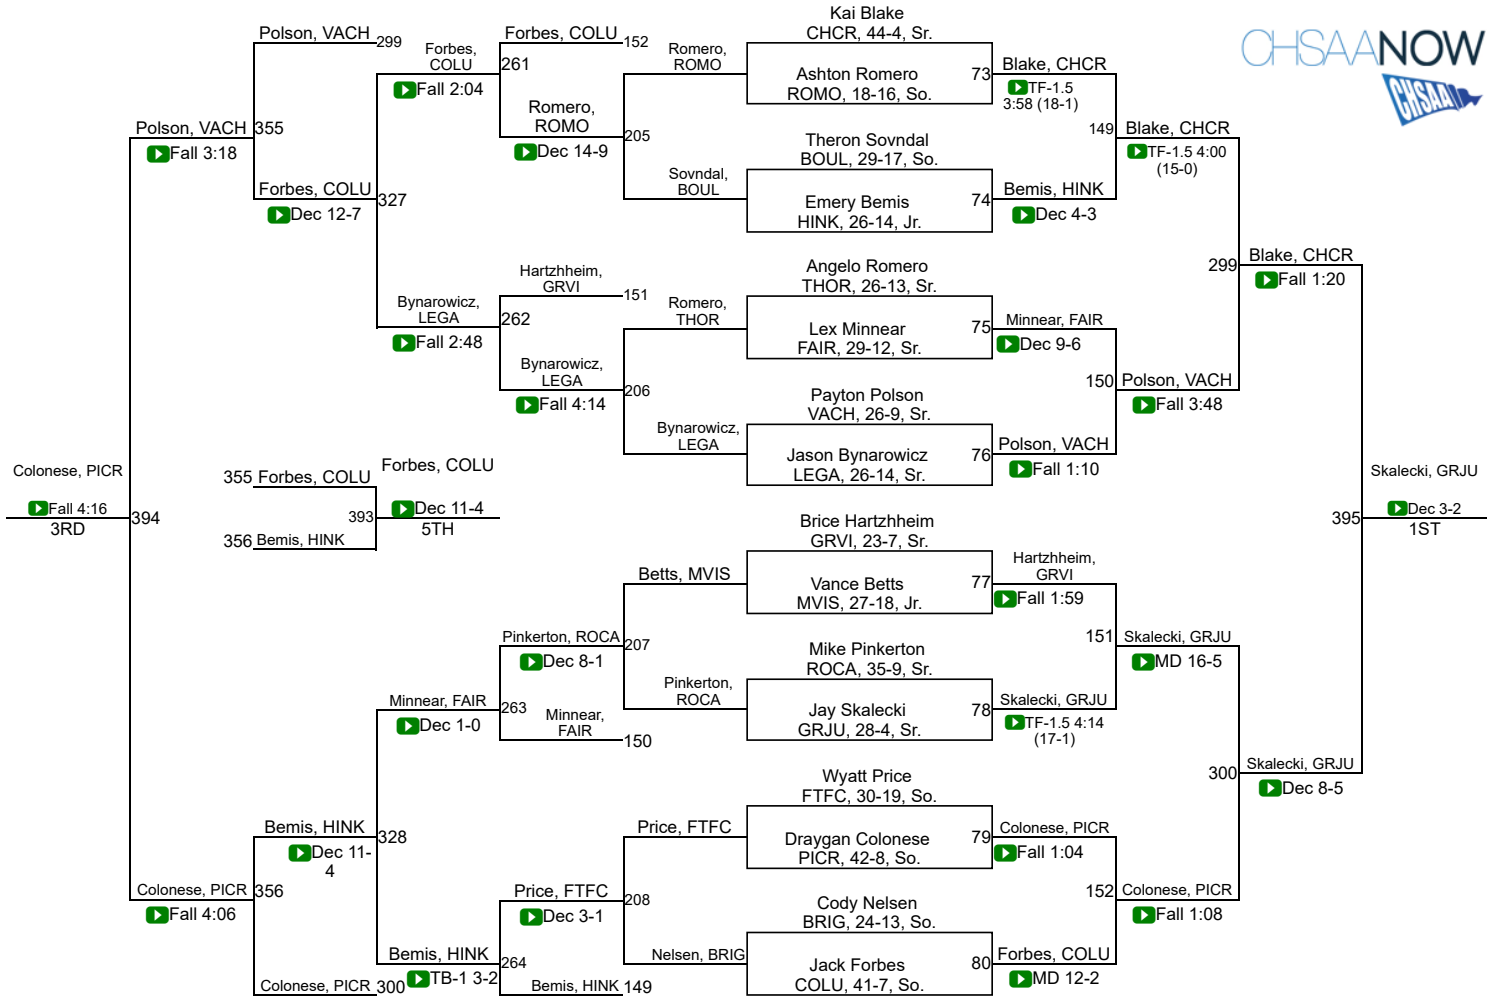 CHSAANOW
CHSAA
Kai Blake
CHCR, 44-4, Sr.
Ashton Romero
ROMO, 18-16, So.
73
Theron Sovndal
BOUL, 29-17, So.
Emery Bemis
HINK, 26-14, Jr.
74
Angelo Romero
THOR, 26-13, Sr.
Lex Minnear
FAIR, 29-12, Sr.
75
Payton Polson
VACH, 26-9, Sr.
Jason Bynarowicz
LEGA, 26-14, Sr.
76
Brice Hartzhheim
GRVI, 23-7, Sr.
Vance Betts
MVIS, 27-18, Jr.
77
Mike Pinkerton
ROCA, 35-9, Sr.
Jay Skalecki
GRJU, 28-4, Sr.
78
Wyatt Price
FTFC, 30-19, So.
Draygan Colonese
PICR, 42-8, So.
79
Cody Nelsen
BRIG, 24-13, So.
Jack Forbes
COLU, 41-7, So.
80
Blake, CHCR
TF-1.5
3:58 (18-1)
149
Bemis, HINK
Dec 4-3
Minnear, FAIR
Dec 9-6
150
Polson, VACH
Fall 1:10
Hartzhheim,
GRVI
Fall 1:59
151
Skalecki, GRJU
TF-1.5 4:14
(17-1)
Colonese, PICR
Fall 1:04
152
Forbes, COLU
MD 12-2
Blake, CHCR
TF-1.5 4:00
(15-0)
299
Polson, VACH
Fall 3:48
Skalecki, GRJU
MD 16-5
300
Colonese, PICR
Fall 1:08
Blake, CHCR
Fall 1:20
395
Skalecki, GRJU
Dec 8-5
Skalecki, GRJU
Dec 3-2
1ST
Romero,
ROMO
205
Sovndal,
BOUL
Romero,
THOR
206
Bynarowicz,
LEGA
Betts, MVIS
207
Pinkerton,
ROCA
Price, FTFC
208
Nelsen, BRIG
Forbes, COLU
152
261
Romero,
ROMO
Dec 14-9
Hartzhheim,
GRVI
151
262
Bynarowicz,
LEGA
Fall 4:14
Pinkerton, ROCA
Dec 8-1
263
Minnear,
FAIR
150
Price, FTFC
Dec 3-1
264
Bemis, HINK
149
Forbes,
COLU
Fall 2:04
327
Bynarowicz,
LEGA
Fall 2:48
Minnear, FAIR
Dec 1-0
328
Bemis, HINK
TB-1 3-2
Polson, VACH
299
355
Forbes, COLU
Dec 12-7
355
Forbes, COLU
393
356
Bemis, HINK
Forbes, COLU
Dec 11-4
5TH
Bemis, HINK
Dec 11-
4
356
Colonese, PICR
300
Polson, VACH
Fall 3:18
394
Colonese, PICR
Fall 4:06
Colonese, PICR
Fall 4:16
3RD